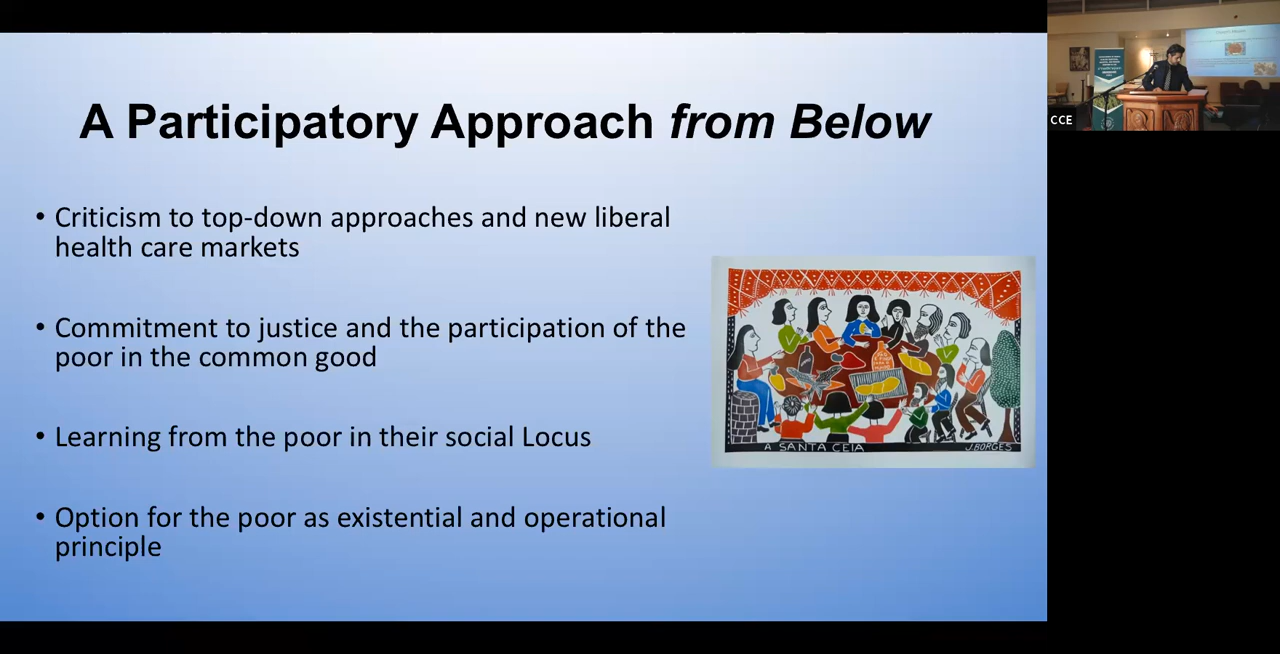 A Participatory Approach from Below
• Criticism to top-down approaches and new liberal
health care markets
• Commitment to justice and the participation of the
poor in the common good
• Learning from the poor in their social Locus
• Option for the poor as existential and operational
principle
A SANTA CEIA
J.BORGES
CCE